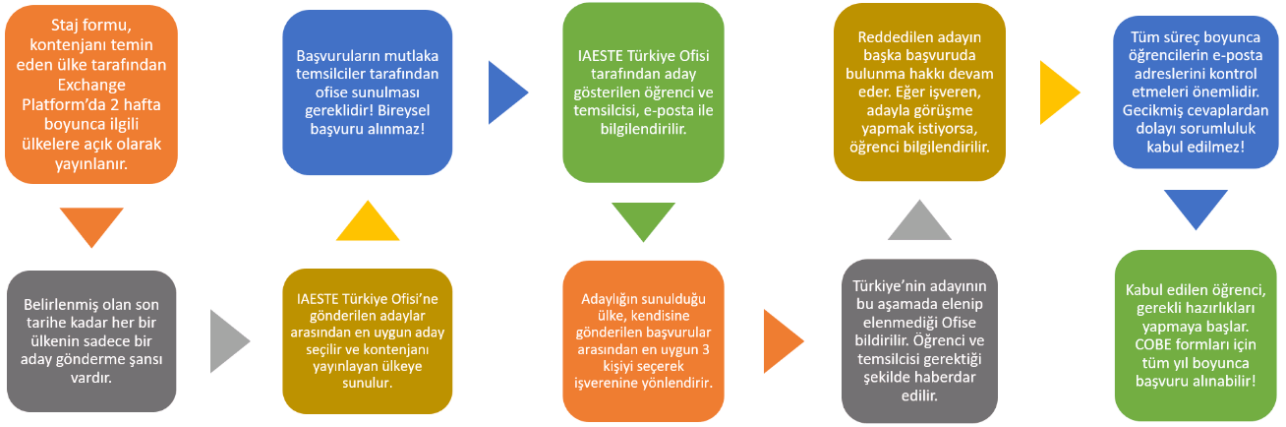 Staj formu,
kontenjanı temin
eden ülke tarafından
Exchange
Platform’da 2 hafta
boyunca ilgili
ülkelere açık olarak
yayınlanır.
Belirlenmiş olan son
tarihe kadar her bir
ülkenin sadece bir
aday gönderme şansı
vardır.
IAESTE Türkiye Ofisi’ne
gönderilen adaylar
arasından en uygun aday
seçilir ve kontenjanı
yayınlayan ülkeye
sunulur.
Başvuruların mutlaka
temsilciler tarafından
ofise sunulması
gereklidir! Bireysel
başvuru alınmaz!
IAESTE Türkiye Ofisi
tarafından aday
gösterilen öğrenci ve
temsilcisi, e-posta ile
bilgilendirilir.
Adaylığın sunulduğu
ülke, kendisine
gönderilen başvurular
arasından en uygun 3
kişiyi seçerek
işverenine yönlendirir.
Türkiye’nin adayının
bu aşamada elenip
elenmediği Ofise
bildirilir. Öğrenci ve
temsilcisi gerektiği
şekilde haberdar
edilir.
Reddedilen adayın
başka başvuruda
bulunma hakkı devam
eder. Eğer işveren,
adayla görüşme
yapmak istiyorsa,
öğrenci bilgilendirilir.
Tüm süreç boyunca
öğrencilerin e-posta
adreslerini kontrol
etmeleri önemlidir.
Gecikmiş cevaplardan
dolayı sorumluluk
kabul edilmez!
Kabul edilen öğrenci,
gerekli hazırlıkları
yapmaya başlar.
COBE formları için
tüm yıl boyunca
başvuru alınabilir!